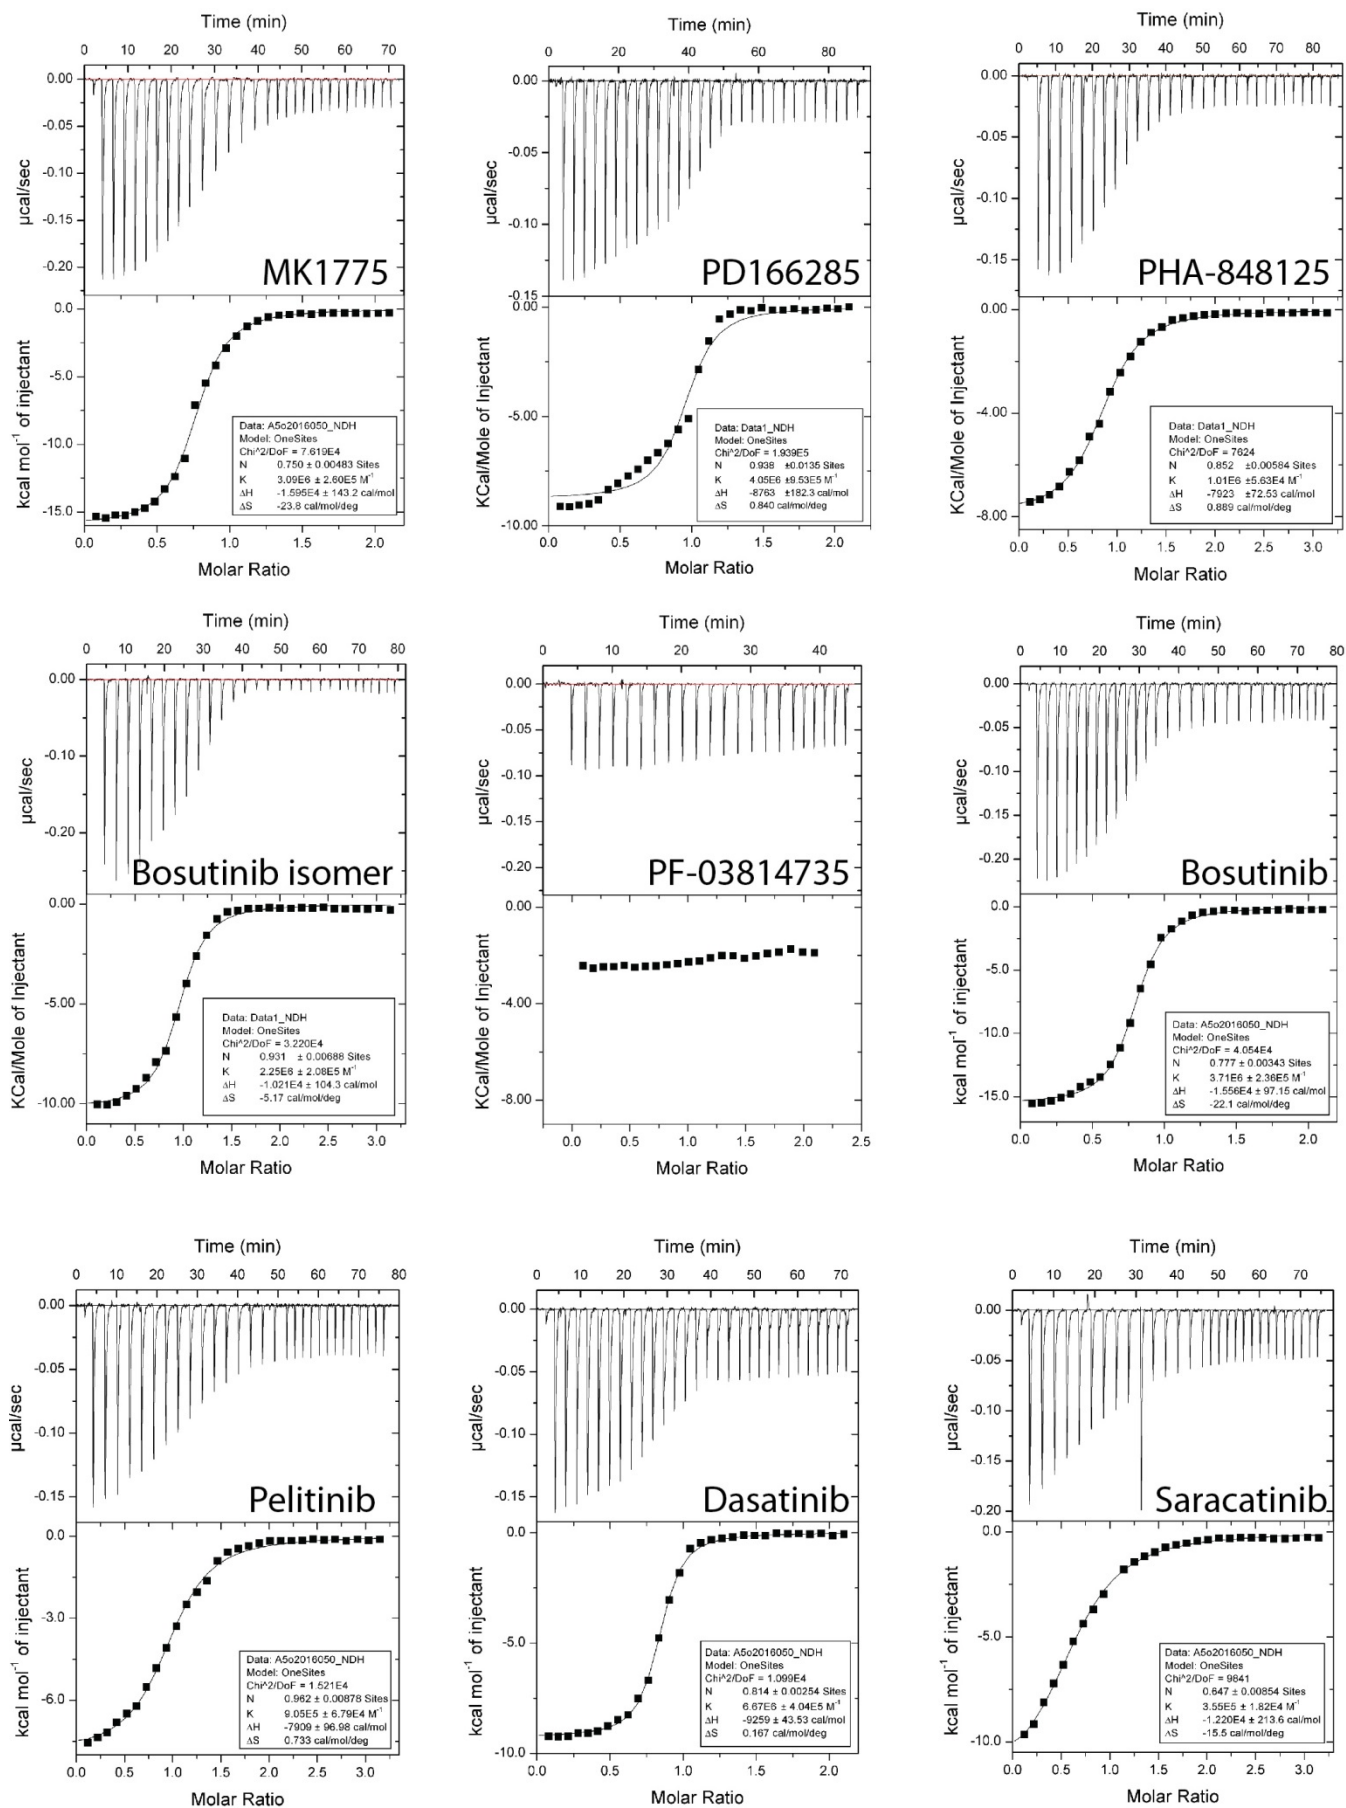 Time (min)
0 10 20 30 40 50 60 70
0.00
-0.05
-0.10
-0.15
-0.20
µcal/sec
MK1775
0.0
-5.0
-10.0
-15.0
kcal mol⁻¹ of injectant
Data: A5o2016050_NDH
Model: OneSites
Chi^2/DoF = 7.619E4
N 0.750 ± 0.00483 Sites
K 3.09E6 ± 2.60E5 M⁻¹
ΔH -1.595E4 ± 143.2 cal/mol
ΔS -23.8 cal/mol/deg
0.0 0.5 1.0 1.5 2.0
Molar Ratio
Time (min)
0 20 40 60 80
0.00
-0.05
-0.10
-0.15
µcal/sec
PD166285
0.00
-5.00
-10.00
KCal/Mole of Injectant
Data: Data1_NDH
Model: OneSites
Chi^2/DoF = 1.939E5
N 0.938 ±0.0135 Sites
K 4.05E6 ±9.53E5 M⁻¹
ΔH -8763 ±182.3 cal/mol
ΔS 0.840 cal/mol/deg
0.0 0.5 1.0 1.5 2.0
Molar Ratio
Time (min)
0 10 20 30 40 50 60 70 80
0.00
-0.05
-0.10
-0.15
µcal/sec
PHA-848125
0.00
-4.00
-8.00
KCal/Mole of Injectant
Data: Data1_NDH
Model: OneSites
Chi^2/DoF = 7624
N 0.852 ±0.00584 Sites
K 1.01E6 ±5.63E4 M⁻¹
ΔH -7923 ±72.53 cal/mol
ΔS 0.889 cal/mol/deg
0.0 0.5 1.0 1.5 2.0 2.5 3.0
Molar Ratio
Time (min)
0 10 20 30 40 50 60 70 80
0.00
-0.10
-0.20
µcal/sec
Bosutinib isomer
0.00
-5.00
-10.00
KCal/Mole of Injectant
Data: Data1_NDH
Model: OneSites
Chi^2/DoF = 3.220E4
N 0.931 ± 0.00688 Sites
K 2.25E6 ± 2.08E5 M⁻¹
ΔH -1.021E4 ± 104.3 cal/mol
ΔS -5.17 cal/mol/deg
0.0 0.5 1.0 1.5 2.0 2.5 3.0
Molar Ratio
Time (min)
0 10 20 30 40
0.00
-0.05
-0.10
-0.15
-0.20
µcal/sec
PF-03814735
0.00
-4.00
-8.00
KCal/Mole of Injectant
0.0 0.5 1.0 1.5 2.0 2.5
Molar Ratio
Time (min)
0 10 20 30 40 50 60 70 80
0.00
-0.05
-0.10
-0.15
-0.20
µcal/sec
Bosutinib
0.0
-5.0
-10.0
-15.0
kcal mol⁻¹ of injectant
Data: A5o2016050_NDH
Model: OneSites
Chi^2/DoF = 4.054E4
N 0.777 ± 0.00343 Sites
K 3.71E6 ± 2.36E5 M⁻¹
ΔH -1.556E4 ± 97.15 cal/mol
ΔS -22.1 cal/mol/deg
0.0 0.5 1.0 1.5 2.0
Molar Ratio
Time (min)
0 10 20 30 40 50 60 70 80
0.00
-0.05
-0.10
-0.15
µcal/sec
Pelitinib
0.0
-3.0
-6.0
kcal mol⁻¹ of injectant
Data: A5o2016050_NDH
Model: OneSites
Chi^2/DoF = 1.521E4
N 0.962 ± 0.00878 Sites
K 9.05E5 ± 6.79E4 M⁻¹
ΔH -7909 ± 96.98 cal/mol
ΔS 0.733 cal/mol/deg
0.0 0.5 1.0 1.5 2.0 2.5 3.0
Molar Ratio
Time (min)
0 10 20 30 40 50 60 70
0.00
-0.05
-0.10
-0.15
µcal/sec
Dasatinib
0.0
-5.0
-10.0
kcal mol⁻¹ of injectant
Data: A5o2016050_NDH
Model: OneSites
Chi^2/DoF = 1.099E4
N 0.814 ± 0.00254 Sites
K 6.67E6 ± 4.04E5 M⁻¹
ΔH -9259 ± 43.53 cal/mol
ΔS 0.167 cal/mol/deg
0.0 0.5 1.0 1.5 2.0
Molar Ratio
Time (min)
0 10 20 30 40 50 60 70
0.00
-0.05
-0.10
-0.15
-0.20
µcal/sec
Saracatinib
0.0
-5.0
-10.0
kcal mol⁻¹ of injectant
Data: A5o2016050_NDH
Model: OneSites
Chi^2/DoF = 9841
N 0.647 ± 0.00854 Sites
K 3.55E5 ± 1.82E4 M⁻¹
ΔH -1.220E4 ± 213.6 cal/mol
ΔS -15.5 cal/mol/deg
0.0 0.5 1.0 1.5 2.0 2.5 3.0
Molar Ratio